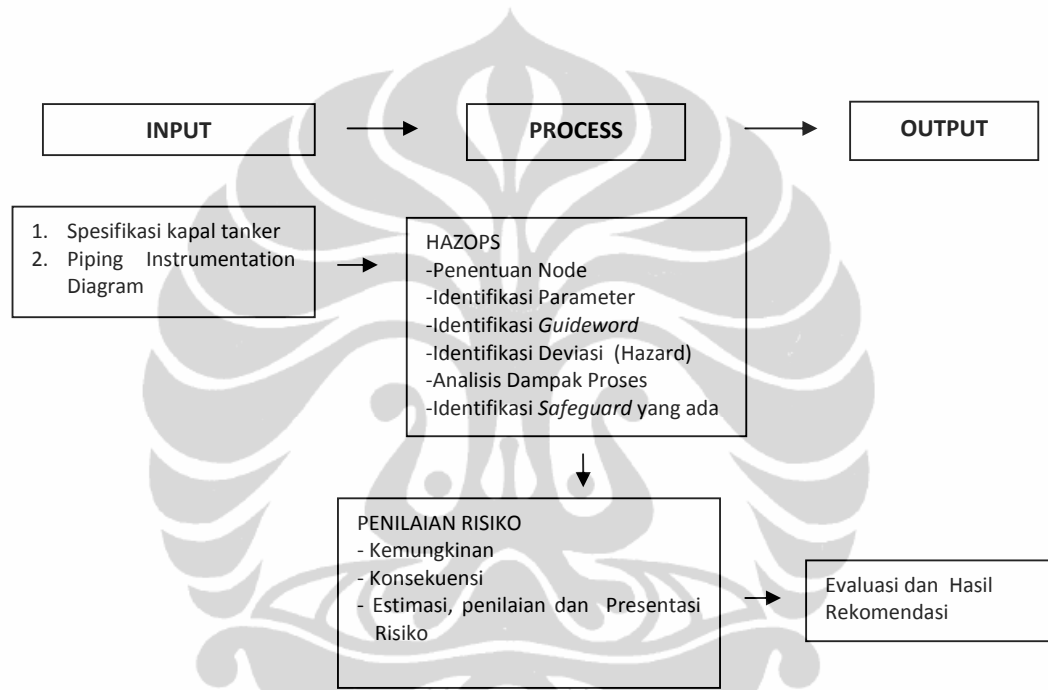 INPUT
PROCESS
OUTPUT
1. Spesifikasi kapal tanker
2. Piping Instrumentation
Diagram
HAZOPS
-Penentuan Node
-Identifikasi Parameter
-Identifikasi Guideword
-Identifikasi Deviasi (Hazard)
-Analisis Dampak Proses
-Identifikasi Safeguard yang ada
PENILAIAN RISIKO
- Kemungkinan
- Konsekuensi
- Estimasi, penilaian dan Presentasi
Risiko
Evaluasi dan Hasil
Rekomendasi